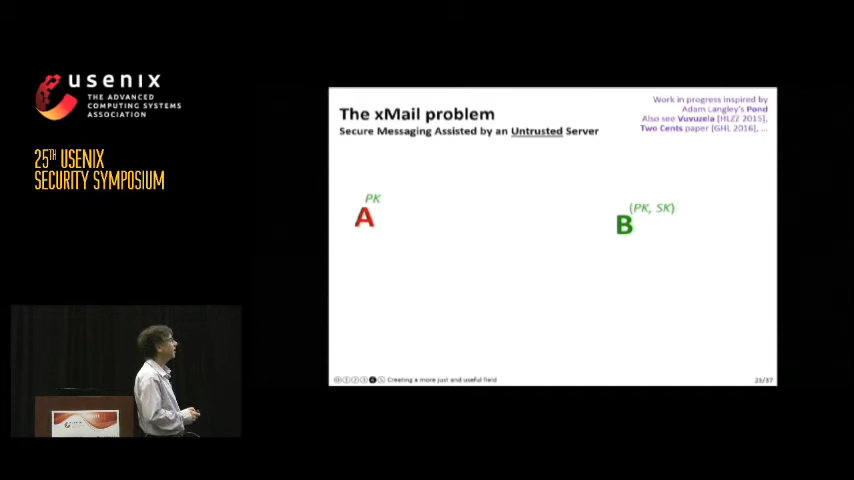 usenix
THE ADVANCED
COMPUTING SYSTEMS
ASSOCIATION
25TH USENIX
SECURITY SYMPOSIUM
The xMail problem
Secure Messaging Assisted by an Untrusted Server
Work in progress inspired by
Adam Langley's Pond
Also see Vuvuzela [HLZZ 2015],
Two Cents paper [GHL 2016], ...
PK
A
(PK, SK)
B
Creating a more just and useful field
25/37